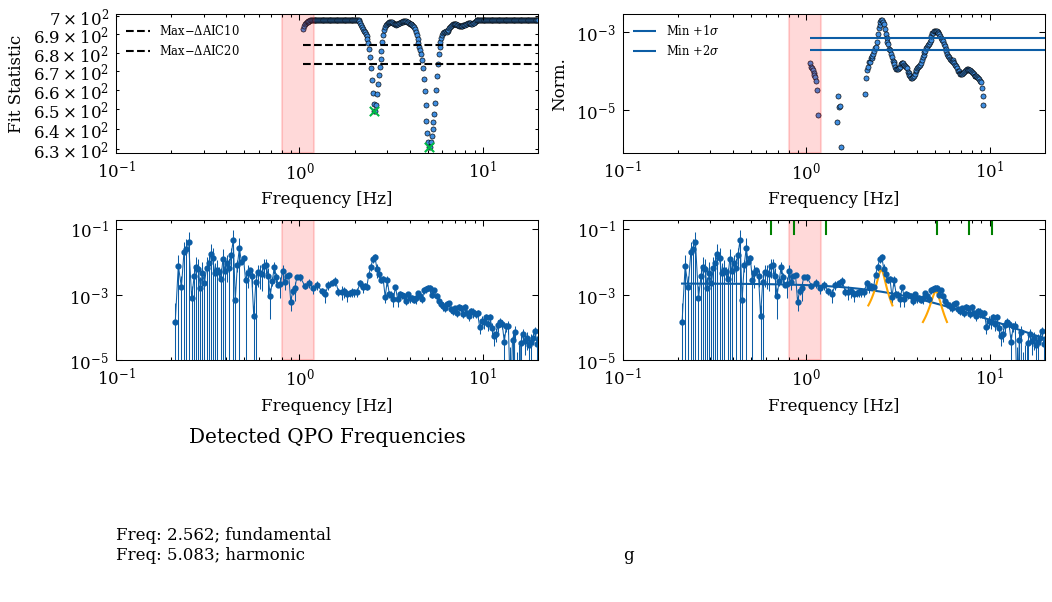 7 × 10²
6.9 × 10²
6.8 × 10²
6.7 × 10²
6.6 × 10²
6.5 × 10²
6.4 × 10²
6.3 × 10²
Fit Statistic
Max−ΔAIC10
Max−ΔAIC20
10⁻¹ 10⁰ 10¹
Frequency [Hz]
10⁻³
10⁻⁵
Norm.
Min +1σ
Min +2σ
10⁻¹ 10⁰ 10¹
Frequency [Hz]
10⁻¹
10⁻³
10⁻⁵
10⁻¹ 10⁰ 10¹
Frequency [Hz]
10⁻¹
10⁻³
10⁻⁵
10⁻¹ 10⁰ 10¹
Frequency [Hz]
Detected QPO Frequencies
Freq: 2.562; fundamental
Freq: 5.083; harmonic
g